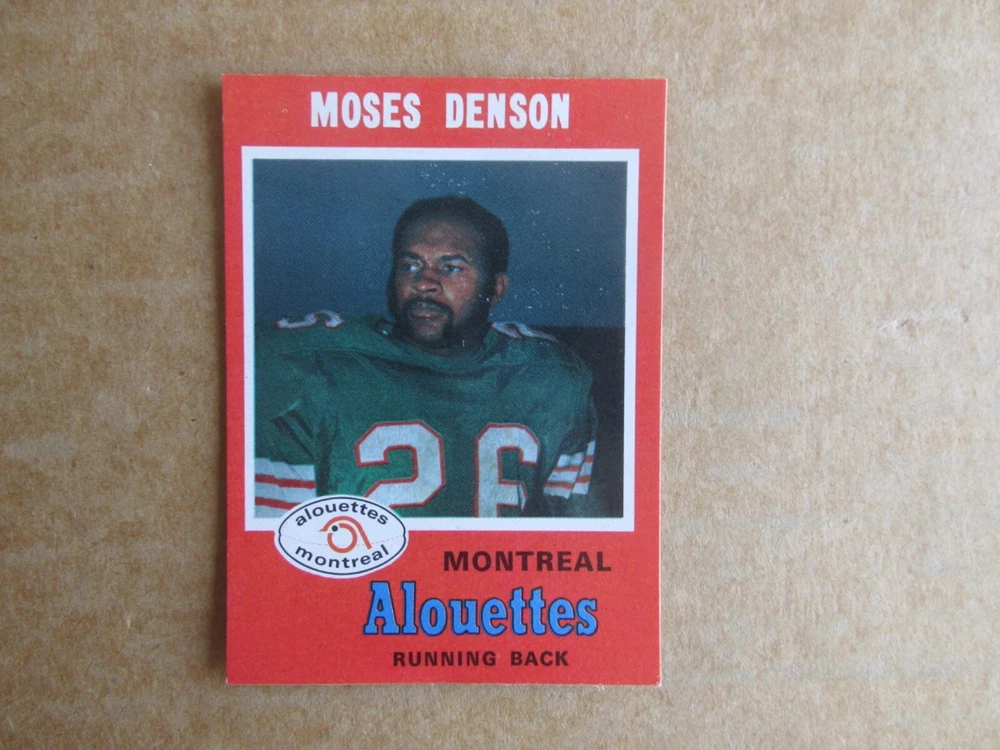 MOSES DENSON
26
alouettes
montreal
MONTREAL
Alouettes
RUNNING BACK